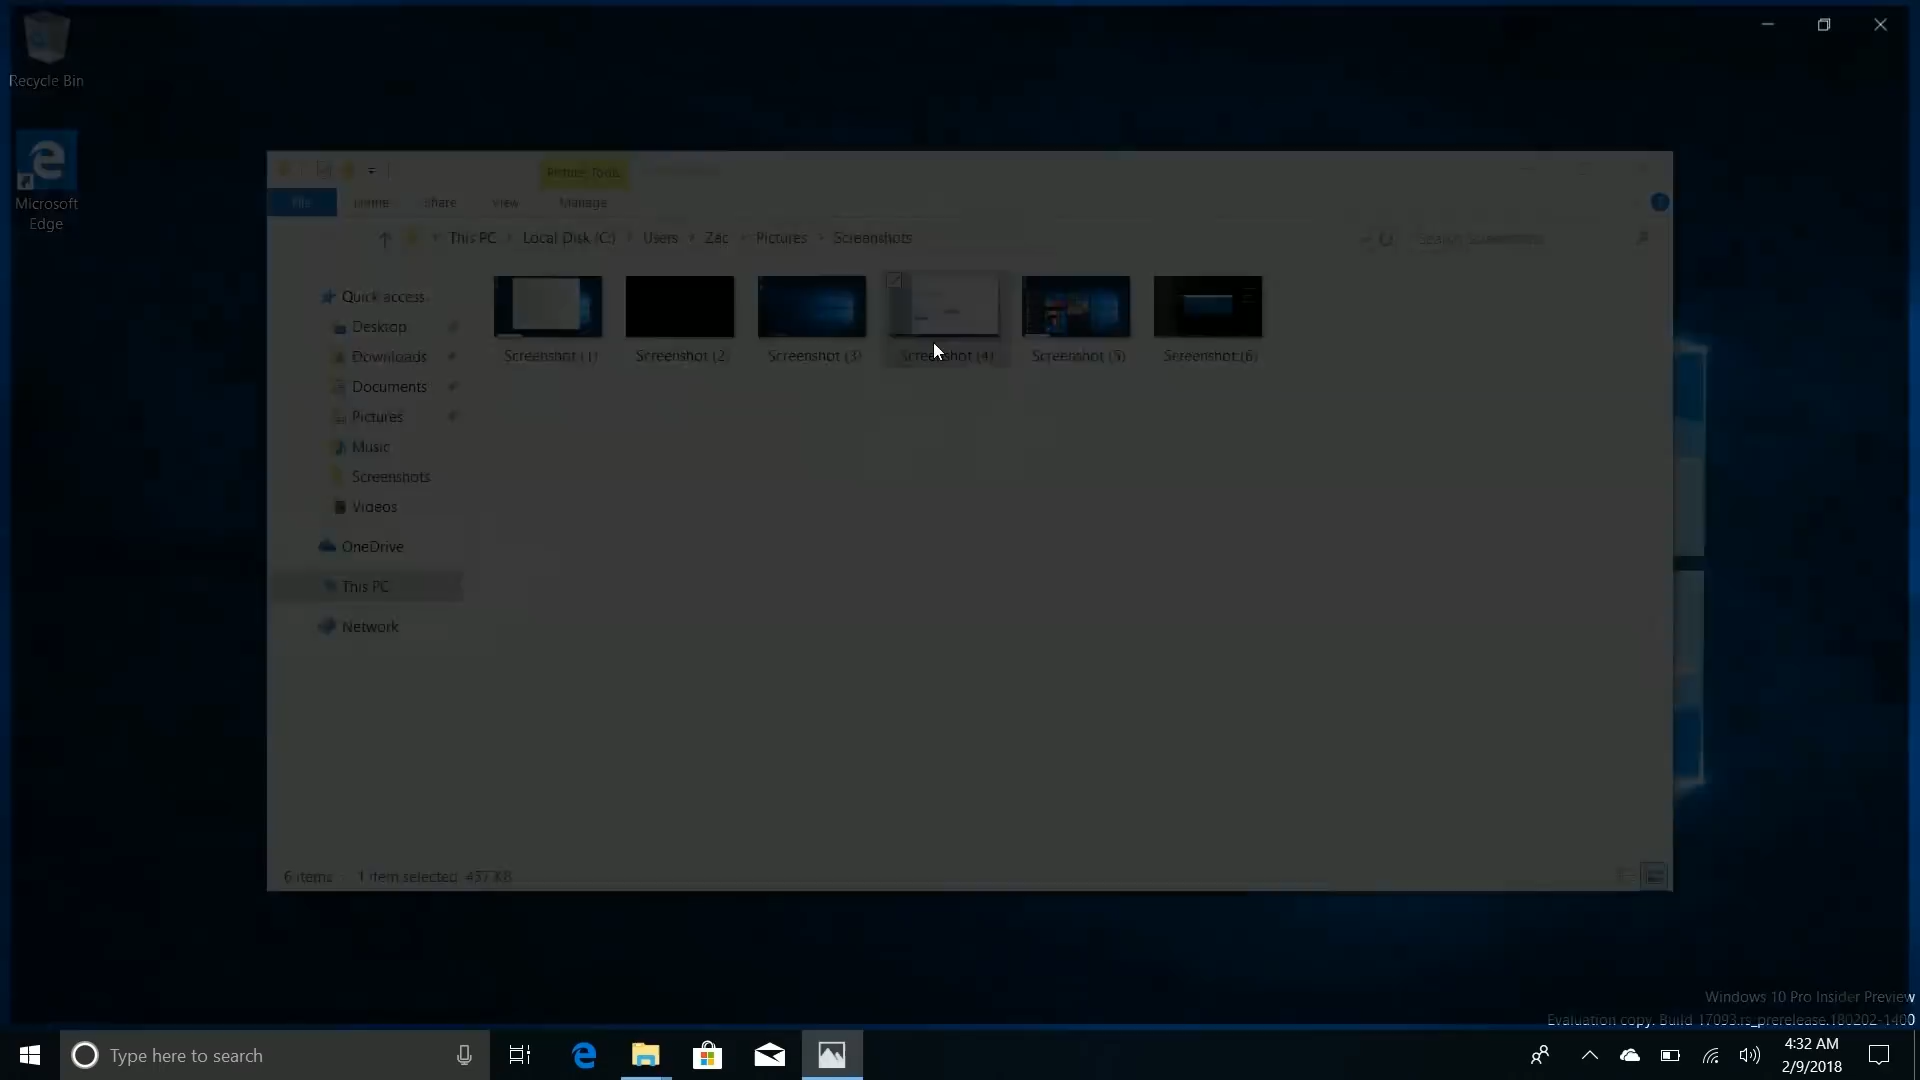 Recycle Bin
Microsoft
Edge
Picture Tools
File
Home
Share
View
Manage
This PC
Local Disk (C:)
Users
Zac
Pictures
Screenshots
Search Screenshots
Quick access
Desktop
Downloads
Documents
Pictures
Music
Screenshots
Videos
OneDrive
This PC
Network
Screenshot (1)
Screenshot (2)
Screenshot (3)
Screenshot (4)
Screenshot (5)
Screenshot (6)
6 items
1 item selected 457 KB
Windows 10 Pro Insider Preview
Evaluation copy. Build 17093.rs_prerelease.180202-1400
Type here to search
4:32 AM
2/9/2018